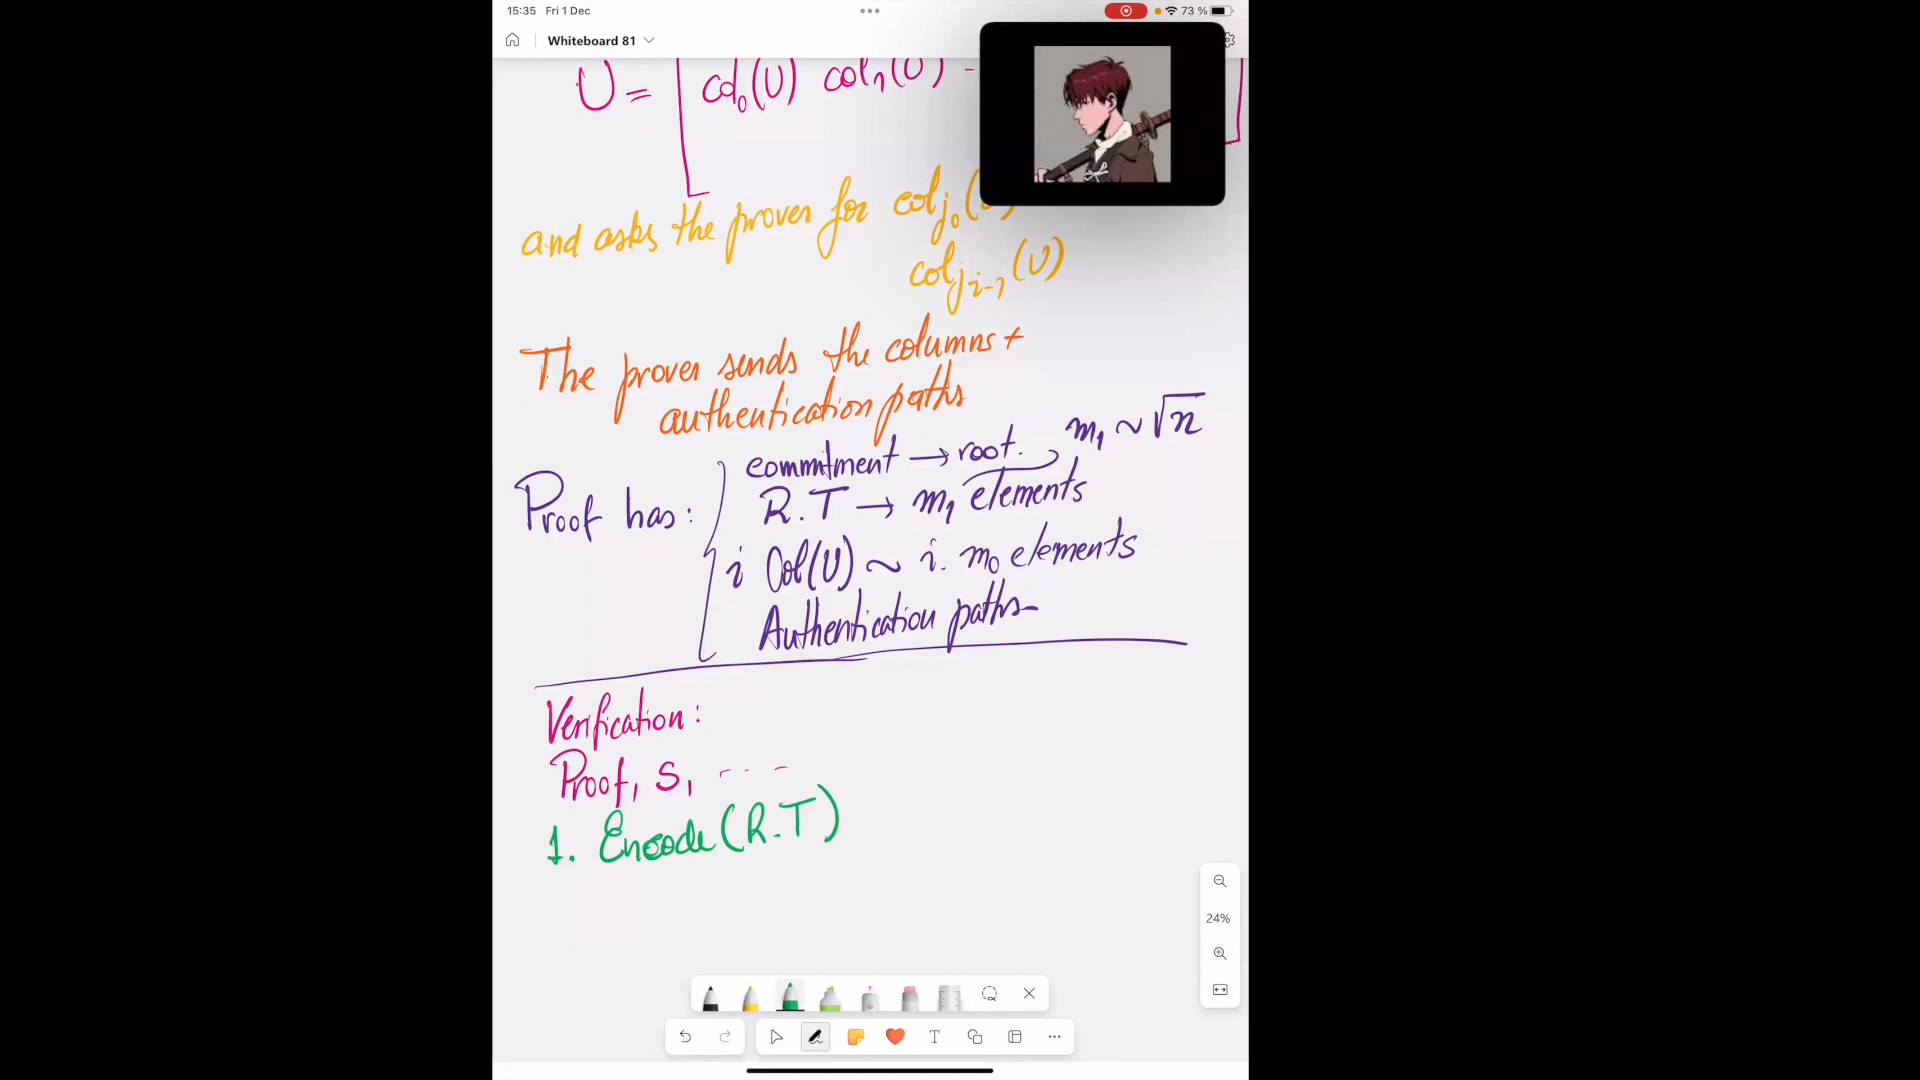 15:35 Fri 1 Dec
73 %
Whiteboard 81
U = [ col₀(U) col₁(U) -
and asks the prover for colⱼ₀(
colⱼᵢ₋₁(U)
The prover sends the columns +
authentication paths
Proof has:
commitment → root. m₁ ~ √n
R.T → m₁ elements
i Col(U) ~ i. m₀ elements
Authentication paths
Verification:
Proof, S, - - -
1. Encode (R.T)
24%
T